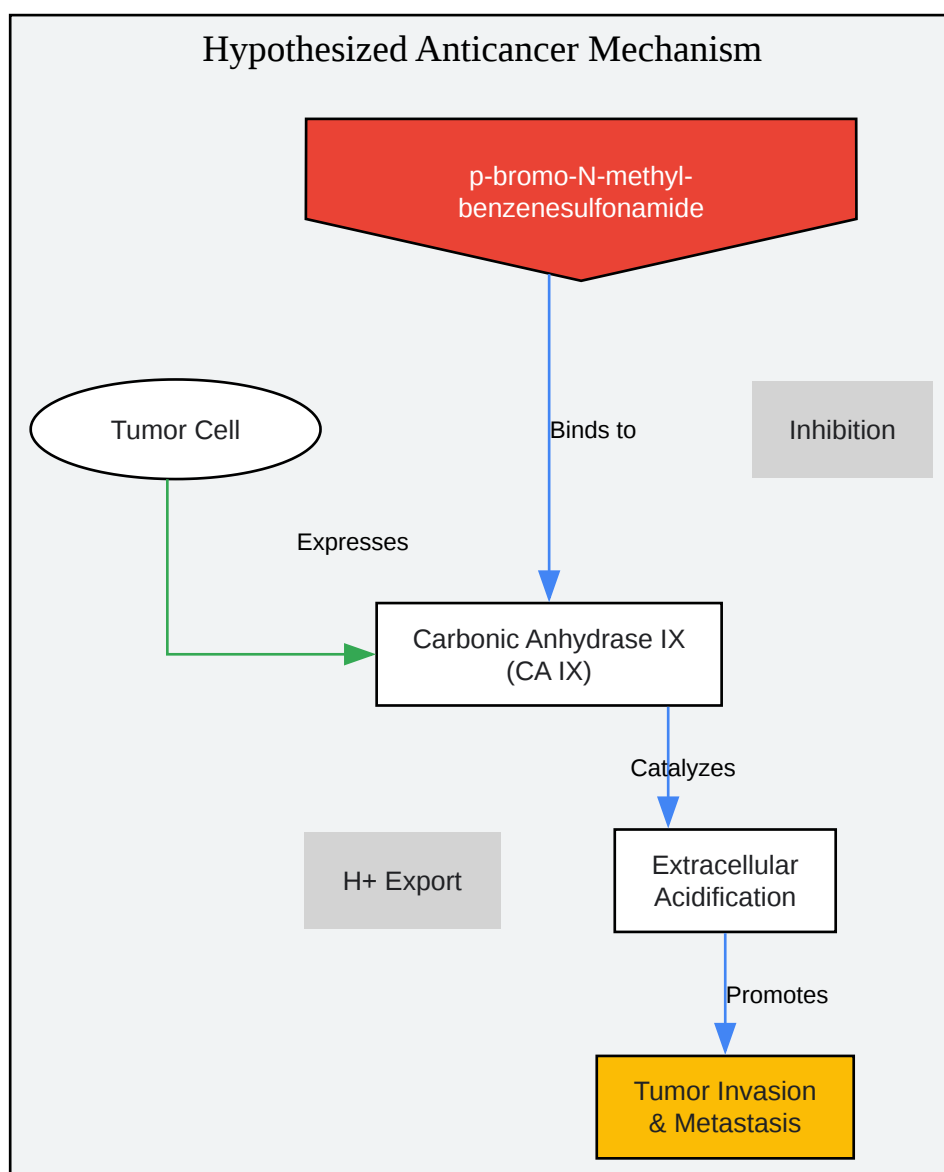 Hypothesized Anticancer Mechanism
p-bromo-N-methyl-
benzenesulfonamide
Tumor Cell
Binds to
Inhibition
Expresses
Carbonic Anhydrase IX
(CA IX)
Catalyzes
H+ Export
Extracellular
Acidification
Promotes
Tumor Invasion
& Metastasis